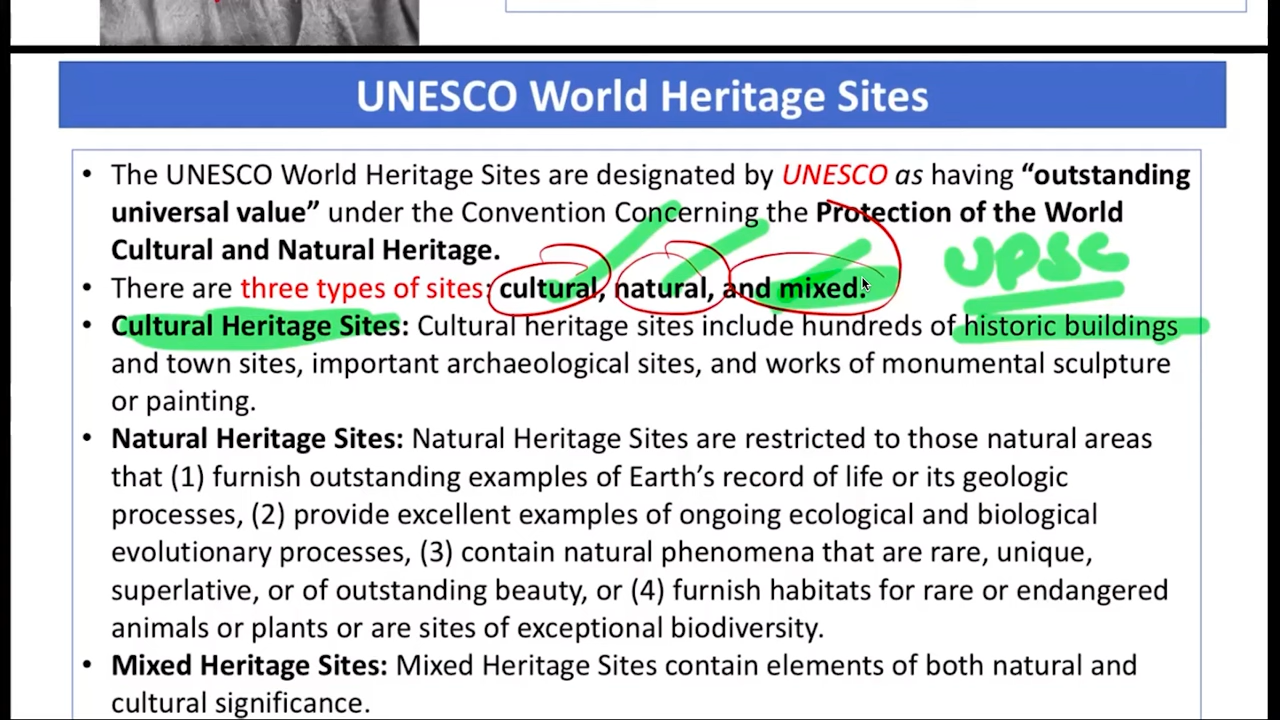 UNESCO World Heritage Sites
• The UNESCO World Heritage Sites are designated by UNESCO as having “outstanding
universal value” under the Convention Concerning the Protection of the World
Cultural and Natural Heritage.
UPSC
• There are three types of sites: cultural, natural, and mixed.
• Cultural Heritage Sites: Cultural heritage sites include hundreds of historic buildings
and town sites, important archaeological sites, and works of monumental sculpture
or painting.
• Natural Heritage Sites: Natural Heritage Sites are restricted to those natural areas
that (1) furnish outstanding examples of Earth’s record of life or its geologic
processes, (2) provide excellent examples of ongoing ecological and biological
evolutionary processes, (3) contain natural phenomena that are rare, unique,
superlative, or of outstanding beauty, or (4) furnish habitats for rare or endangered
animals or plants or are sites of exceptional biodiversity.
• Mixed Heritage Sites: Mixed Heritage Sites contain elements of both natural and
cultural significance.